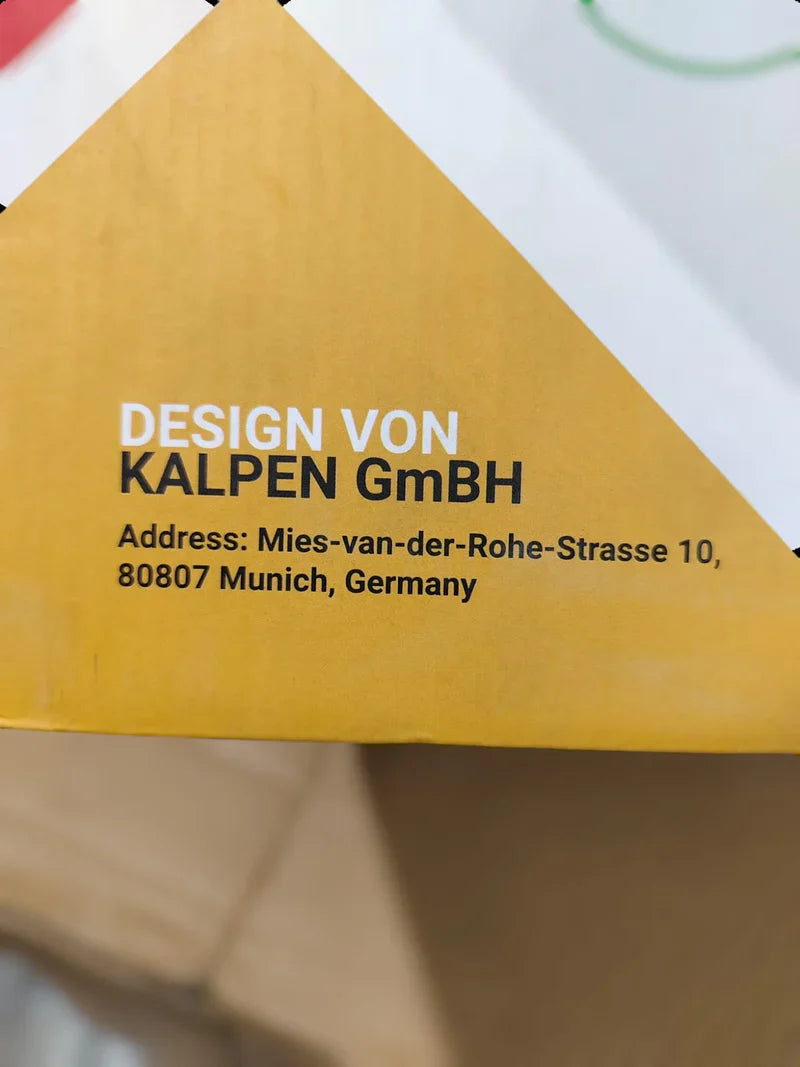 DESIGN VON
KALPEN GmBH
Address: Mies-van-der-Rohe-Strasse 10,
80807 Munich, Germany